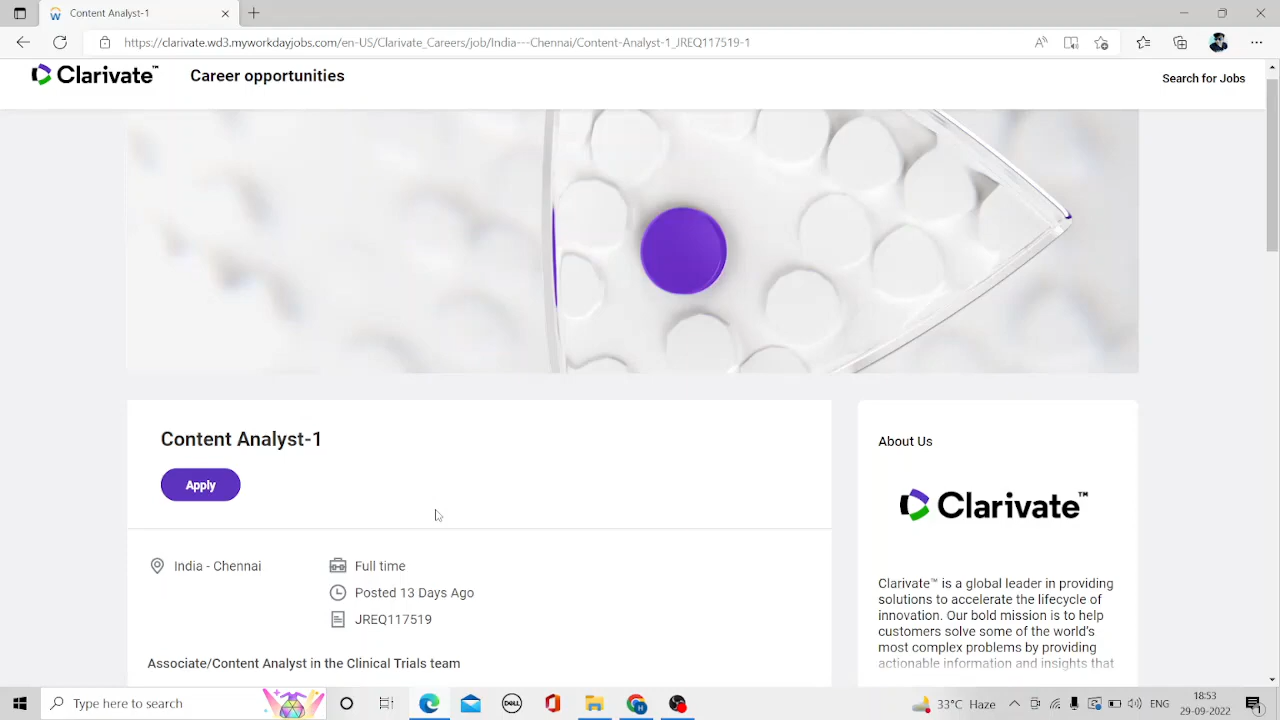 Content Analyst-1
https://clarivate.wd3.myworkdayjobs.com/en-US/Clarivate_Careers/job/India---Chennai/Content-Analyst-1_JREQ117519-1
Clarivate™
Career opportunities
Search for Jobs
Content Analyst-1
Apply
India - Chennai
Full time
Posted 13 Days Ago
JREQ117519
Associate/Content Analyst in the Clinical Trials team
About Us
Clarivate™
Clarivate™ is a global leader in providing
solutions to accelerate the lifecycle of
innovation. Our bold mission is to help
customers solve some of the world's
most complex problems by providing
actionable information and insights that
Type here to search
DELL
33°C Haze
ENG
18:53
29-09-2022
1